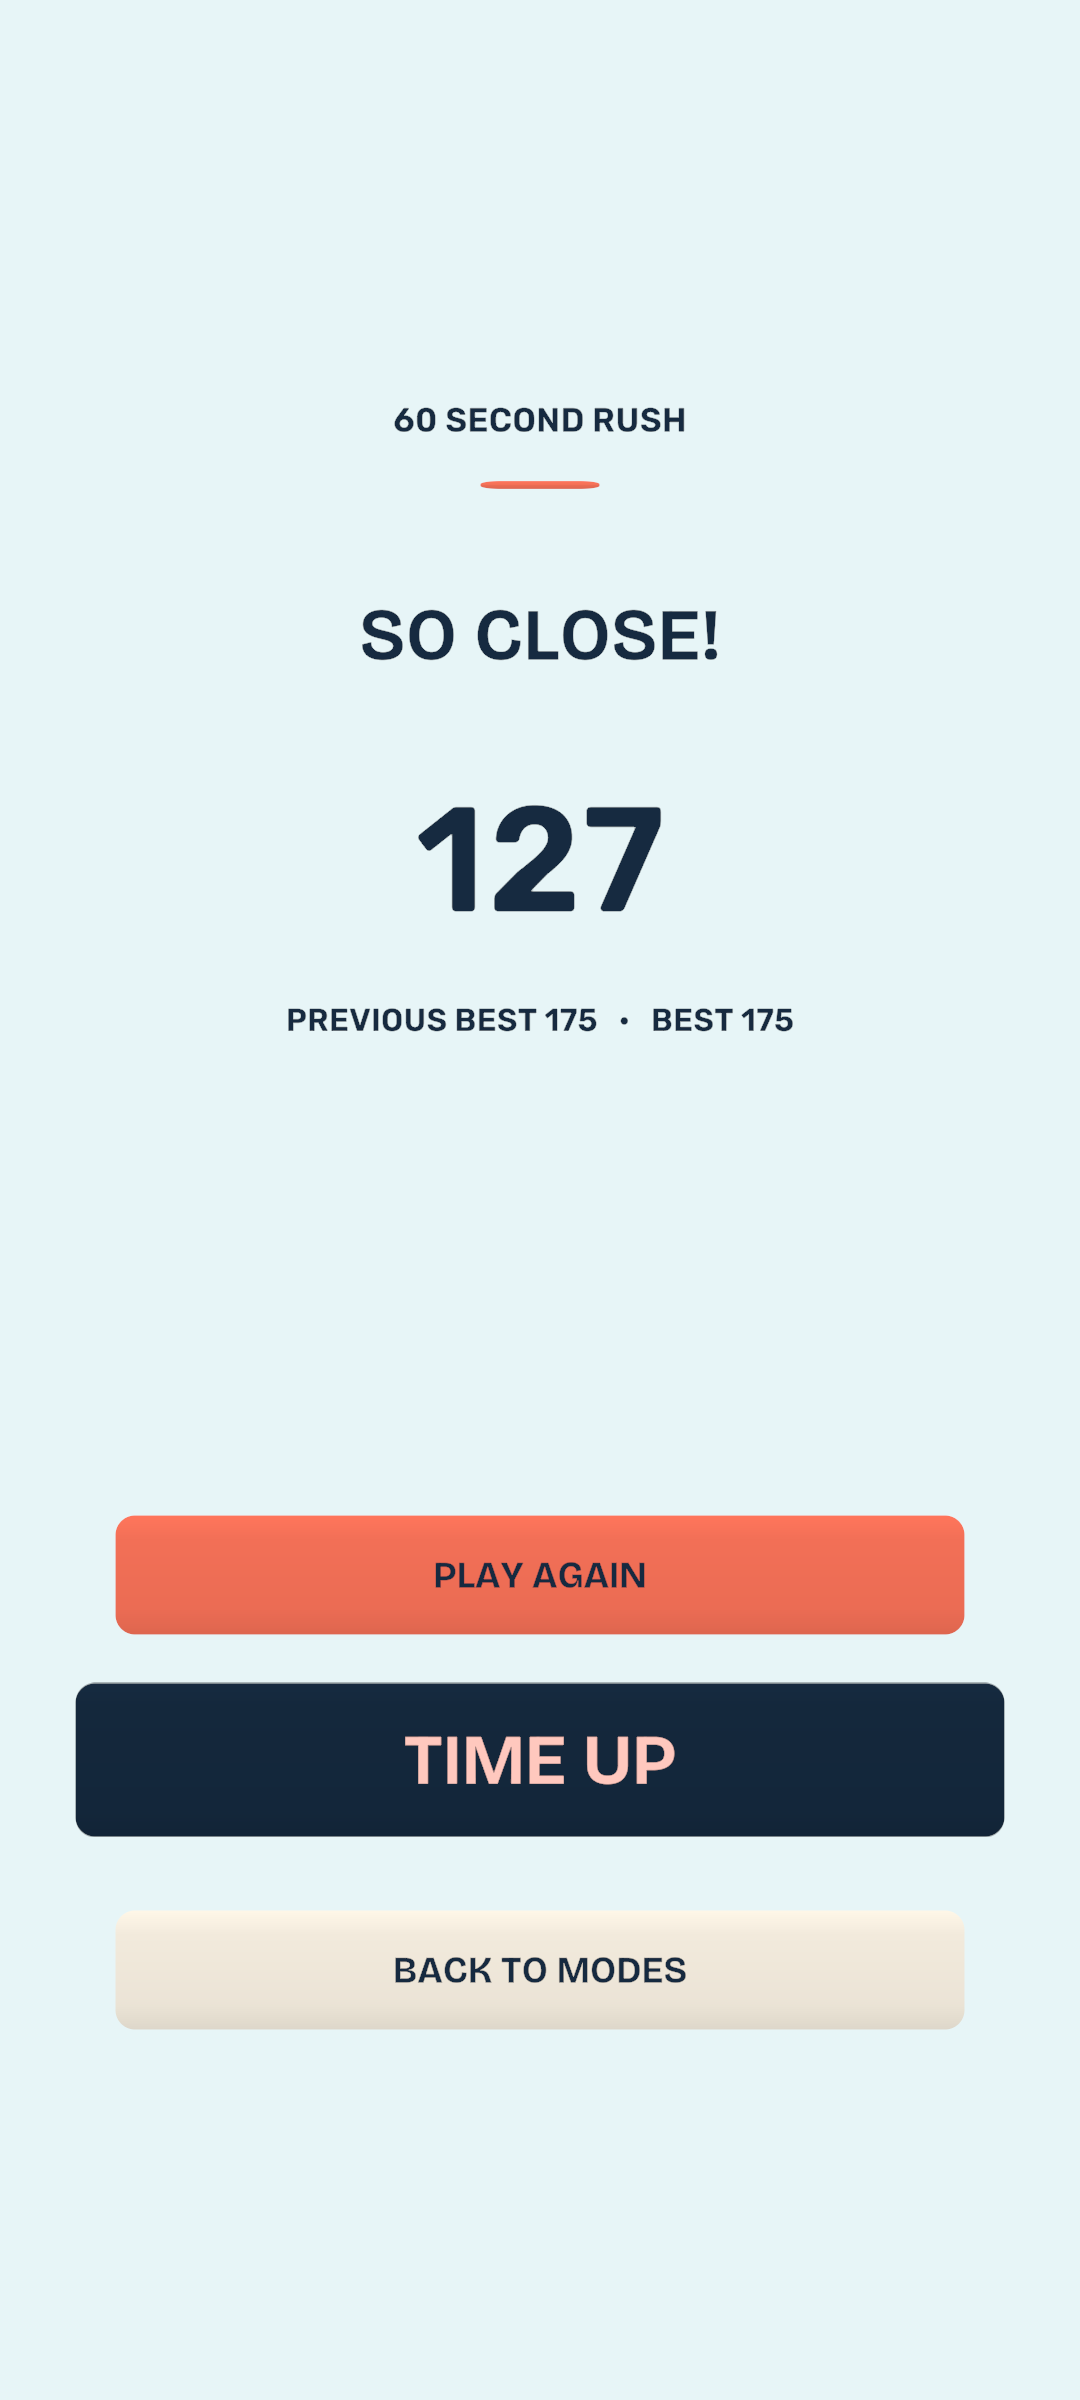 60 SECOND RUSH
SO CLOSE!
127
PREVIOUS BEST 175 · BEST 175
PLAY AGAIN
TIME UP
BACK TO MODES